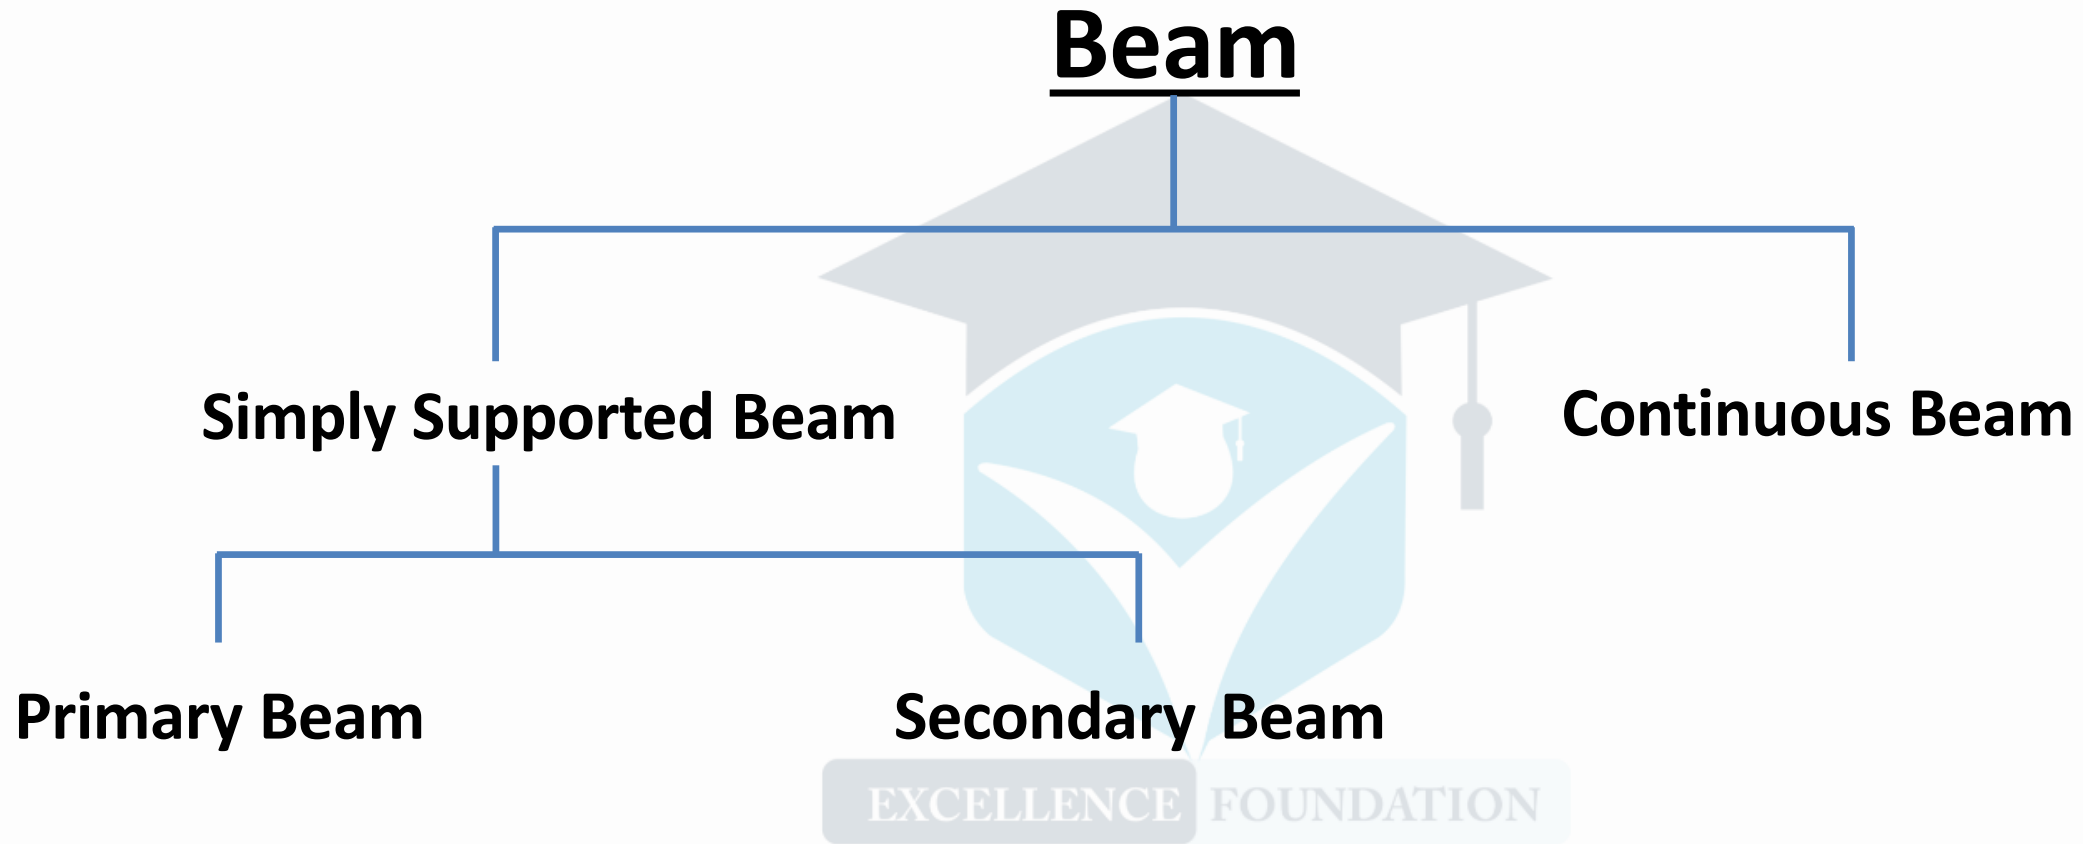 Beam
Simply Supported Beam
Continuous Beam
Primary Beam
Secondary Beam
EXCELLENCE FOUNDATION